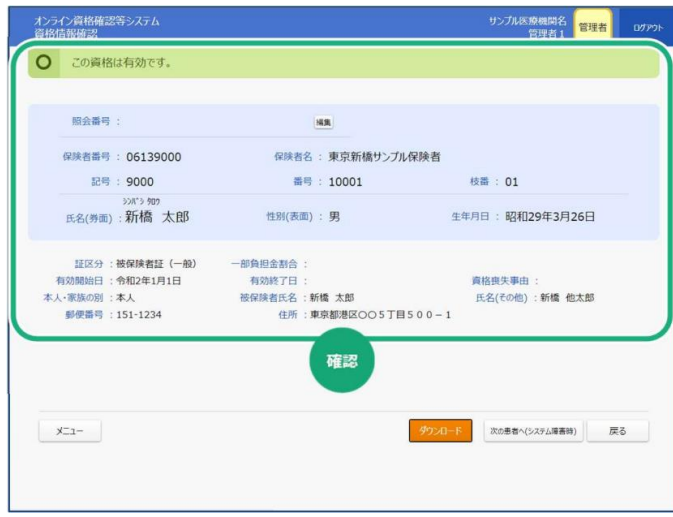 オンライン資格確認等システム
資格情報確認
サンプル医療機関名
管理者1
管理者
ログアウト
この資格は有効です。
照会番号 :
編集
保険者番号 : 06139000 保険者名 : 東京新橋サンプル保険者
記号 : 9000 番号 : 10001 枝番 : 01
ｼﾝﾊﾞｼ ﾀﾛｳ
氏名(券面) : 新橋 太郎 性別(表面) : 男 生年月日 : 昭和29年3月26日
証区分 : 被保険者証（一般） 一部負担金割合 :
有効開始日 : 令和2年1月1日 有効終了日 : 資格喪失事由 :
本人・家族の別 : 本人 被保険者氏名 : 新橋 太郎 氏名(その他) : 新橋 他太郎
郵便番号 : 151-1234 住所 : 東京都港区○○５丁目５００－１
確認
メニュー
ダウンロード
次の患者へ(システム障害時)
戻る